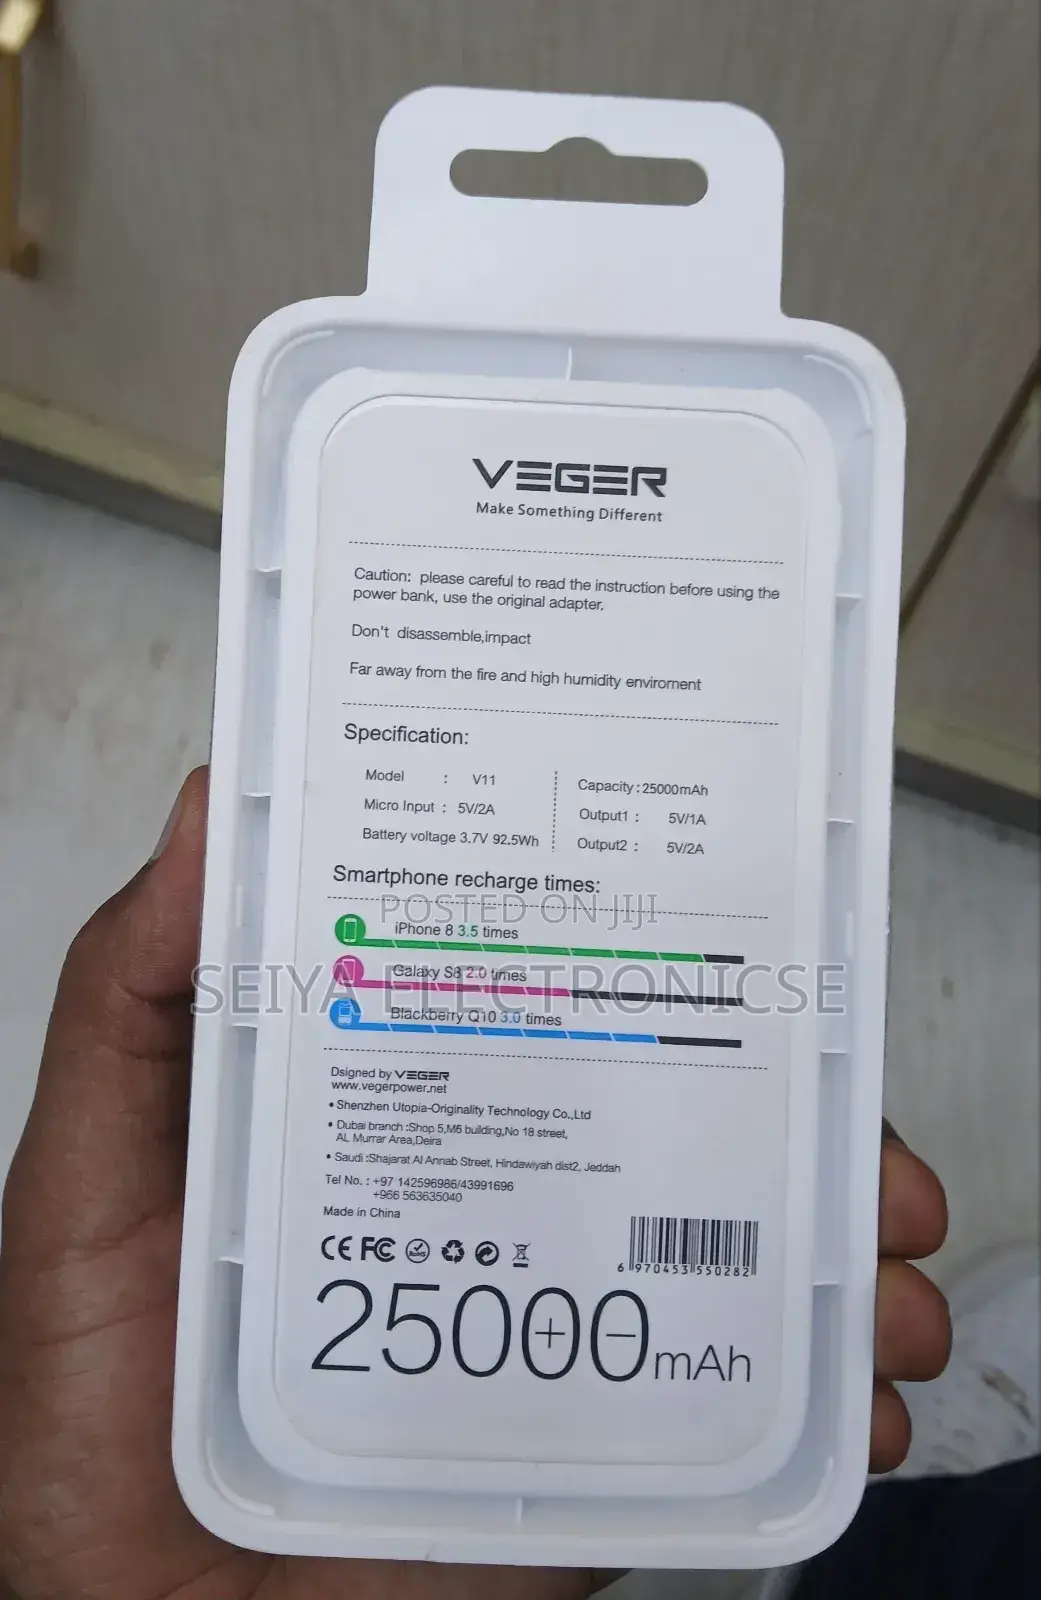 VEGER
Make Something Different
Caution: please careful to read the instruction before using the
power bank, use the original adapter.
Don't disassemble,impact
Far away from the fire and high humidity enviroment
Specification:
Model : V11
Micro Input : 5V/2A
Battery voltage 3.7V 92.5Wh
Capacity : 25000mAh
Output1 : 5V/1A
Output2 : 5V/2A
Smartphone recharge times:
POSTED ON JIJI
iPhone 8 3.5 times
Galaxy S8 2.0 times
SEIYA ELECTRONICSE
Blackberry Q10 3.0 times
Dsigned by VEGER
www.vegerpower.net
• Shenzhen Utopia-Originality Technology Co.,Ltd
• Dubai branch :Shop 5,M6 building,No 18 street,
AL Murrar Area,Deira
• Saudi :Shajarat Al Annab Street, Hindawiyah dist2, Jeddah
Tel No. : +97 142596986/43991696
+966 563635040
Made in China
CE FC RoHS
6 970453 550282
25000mAh